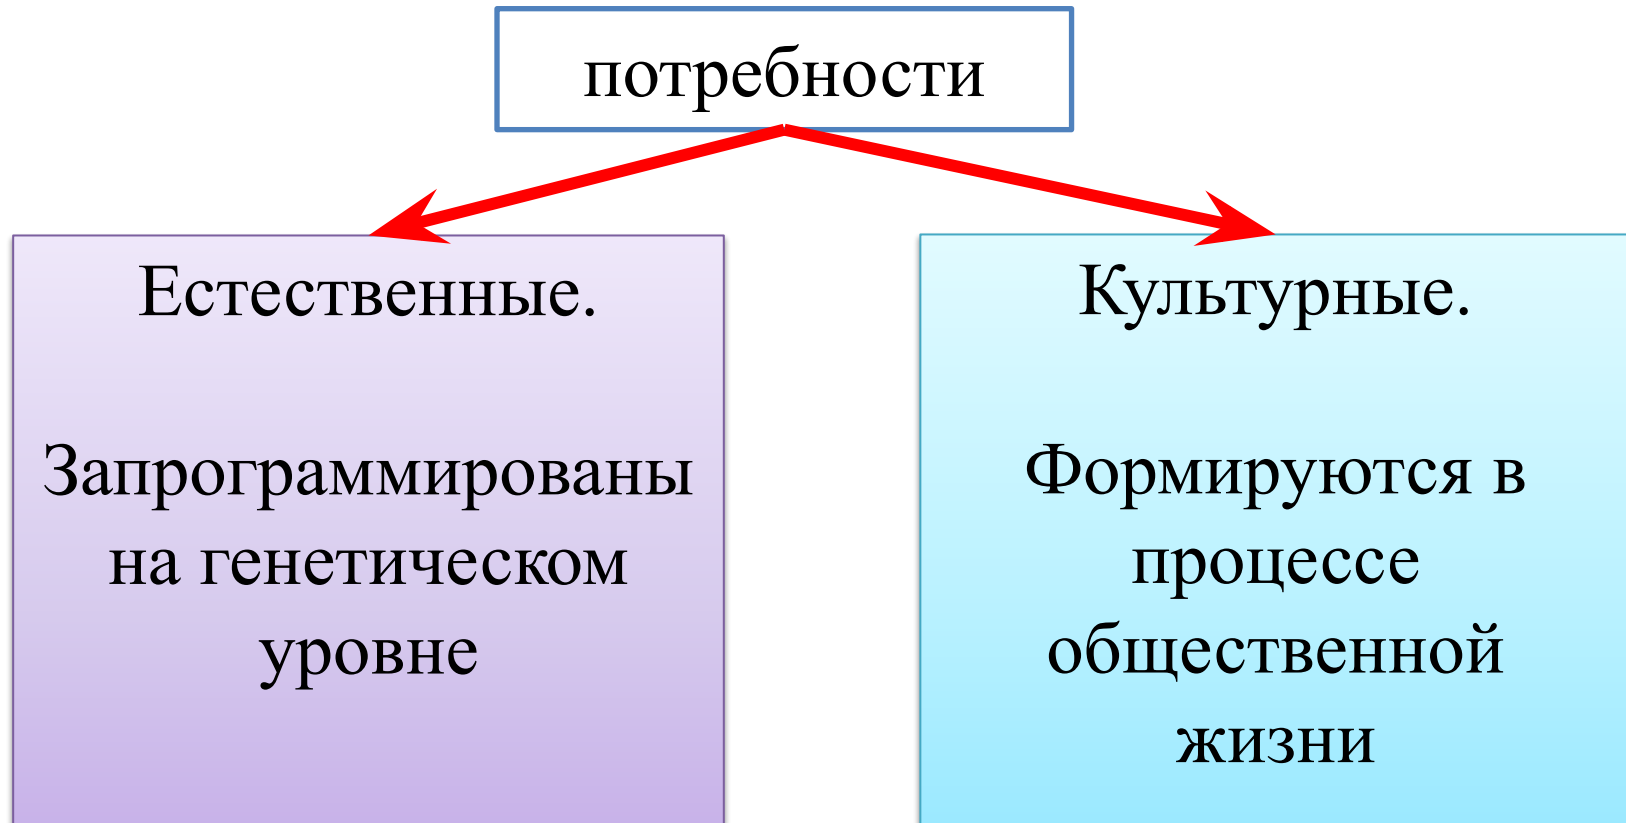 потребности
Естественные.
Запрограммированы
на генетическом
уровне
Культурные.
Формируются в
процессе
общественной
жизни